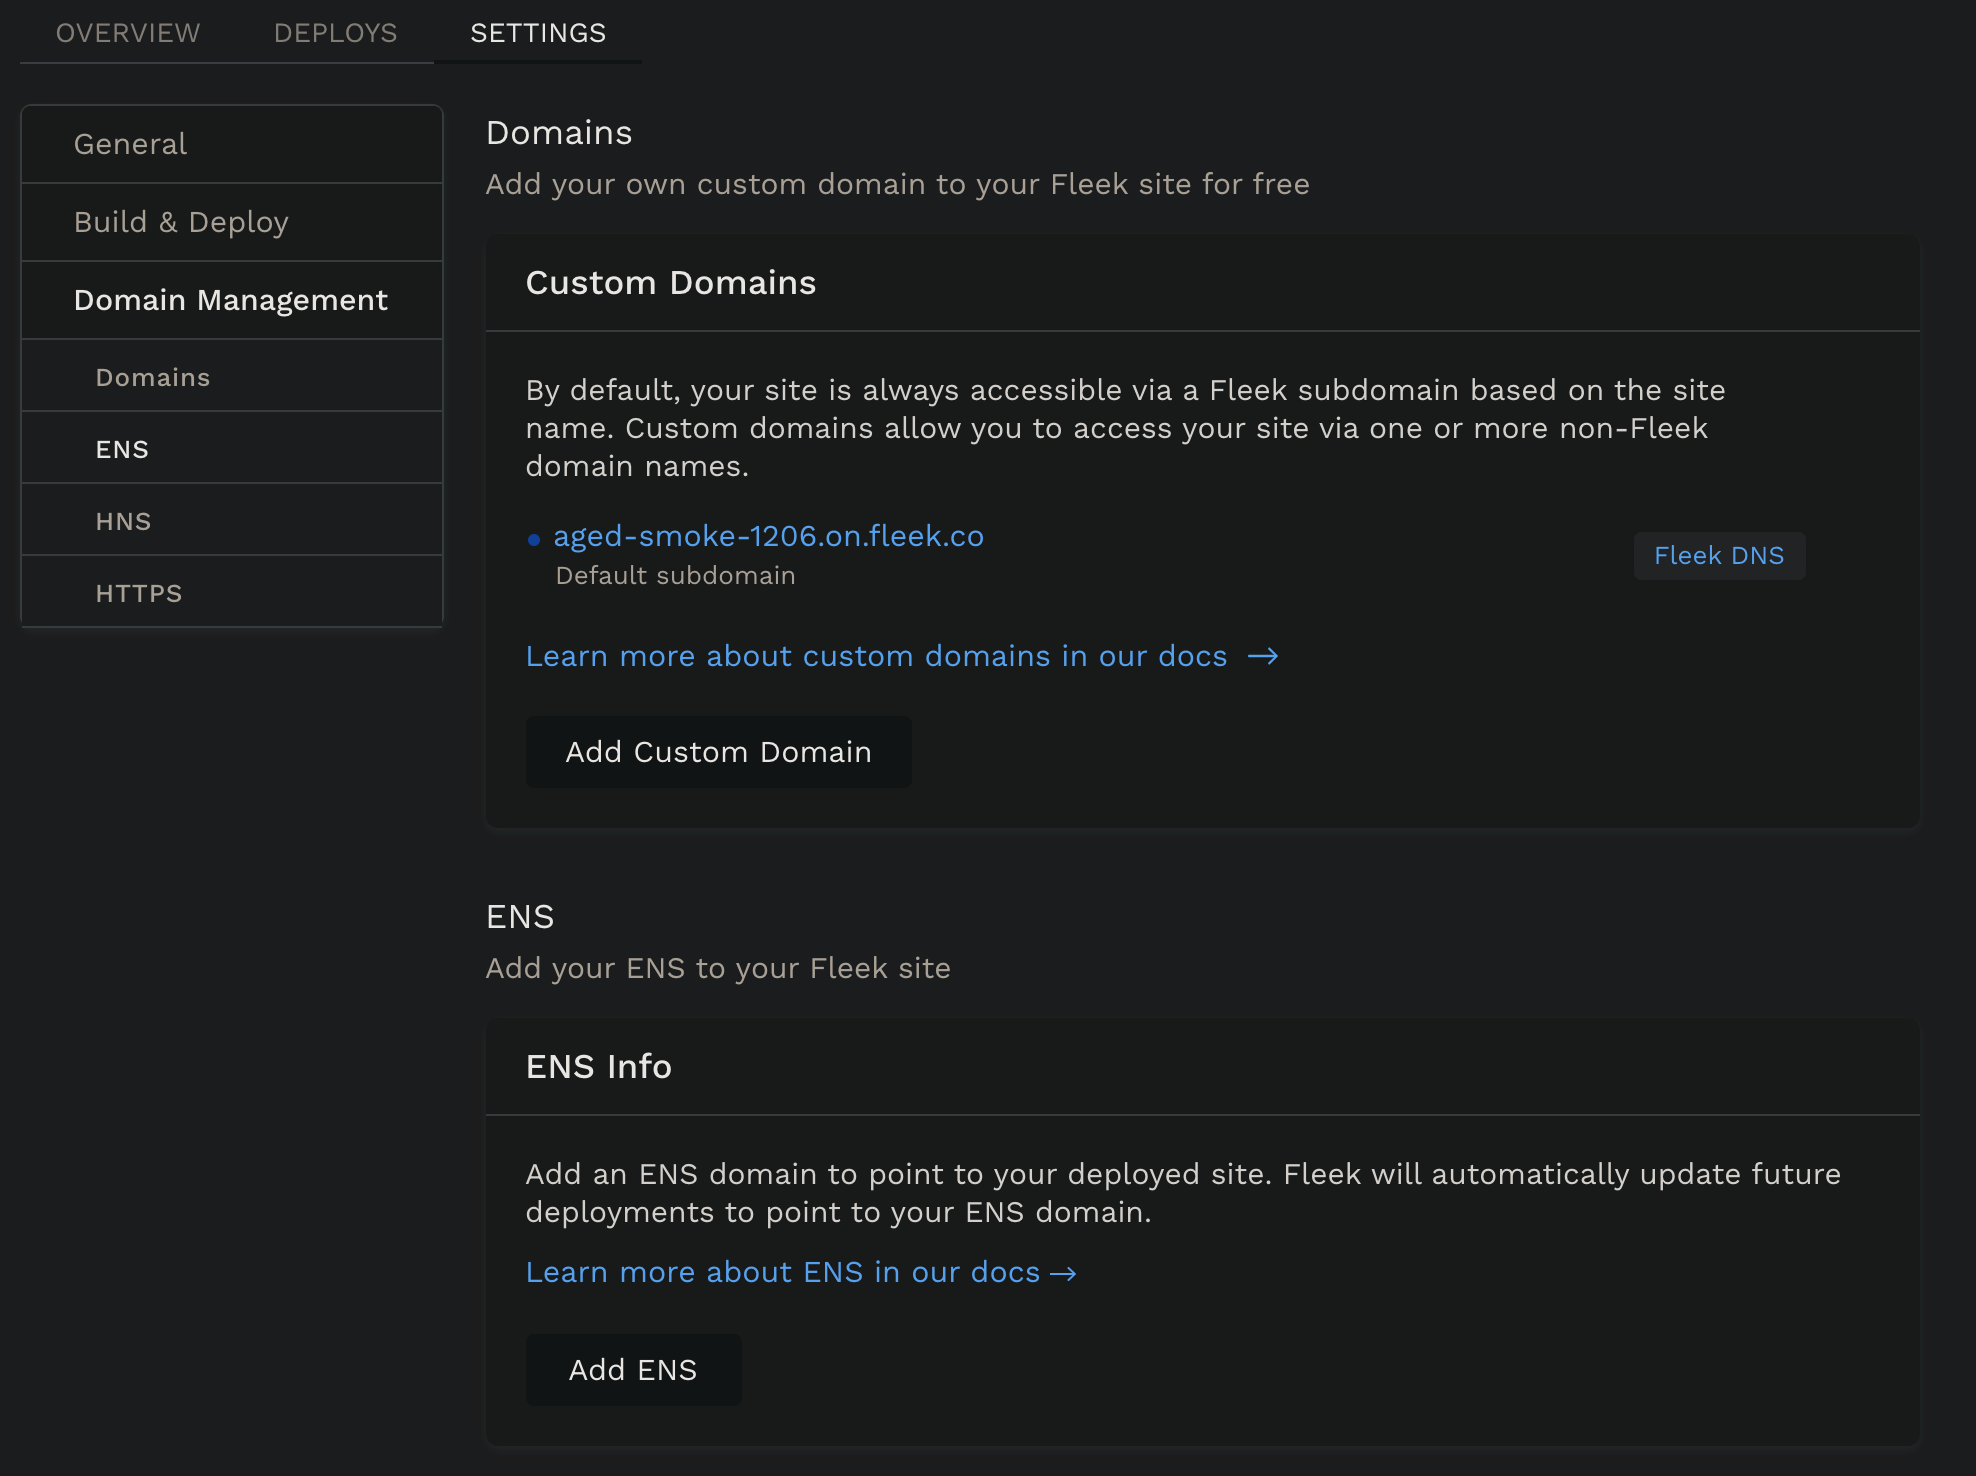 OVERVIEW
DEPLOYS
SETTINGS
General
Build & Deploy
Domain Management
Domains
ENS
HNS
HTTPS
Domains
Add your own custom domain to your Fleek site for free
Custom Domains
By default, your site is always accessible via a Fleek subdomain based on the site
name. Custom domains allow you to access your site via one or more non-Fleek
domain names.
aged-smoke-1206.on.fleek.co
Default subdomain
Fleek DNS
Learn more about custom domains in our docs →
Add Custom Domain
ENS
Add your ENS to your Fleek site
ENS Info
Add an ENS domain to point to your deployed site. Fleek will automatically update future
deployments to point to your ENS domain.
Learn more about ENS in our docs →
Add ENS